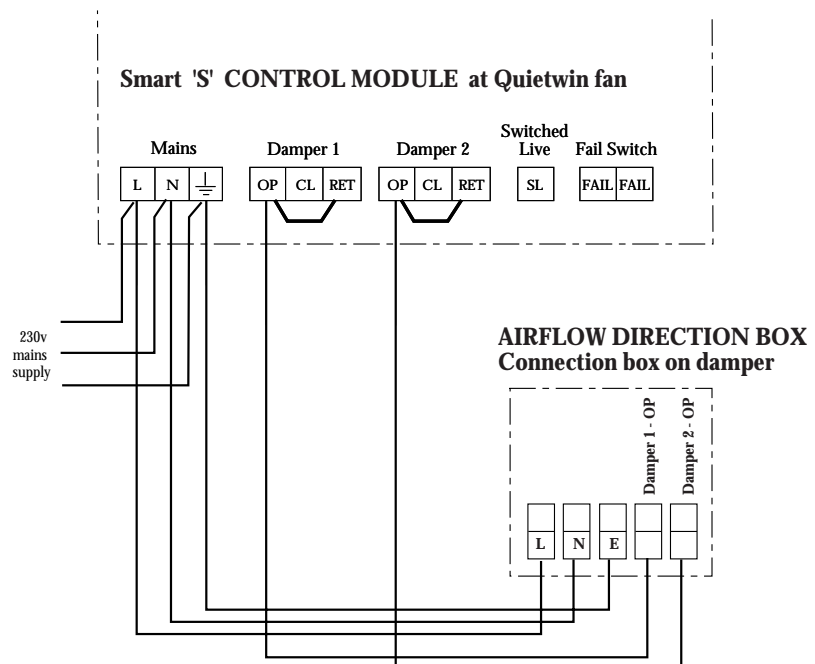 Smart 'S' CONTROL MODULE at Quietwin fan
Mains
Damper 1
Damper 2
Switched
Live
Fail Switch
L N
OP CL RET
OP CL RET
SL
FAIL FAIL
230v
mains
supply
AIRFLOW DIRECTION BOX
Connection box on damper
Damper 1 - OP
Damper 2 - OP
L N E